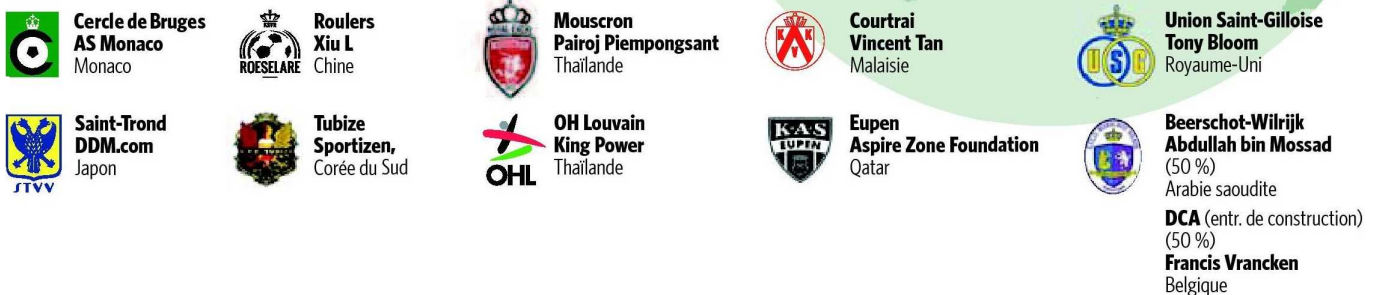 Cercle de Bruges
AS Monaco
Monaco
KSVR
ROESELARE
Roulers
Xiu L
Chine
Mouscron
Pairoj Piempongsant
Thaïlande
K K
V
Courtrai
Vincent Tan
Malaisie
USG
Union Saint-Gilloise
Tony Bloom
Royaume-Uni
STVV
Saint-Trond
DDM.com
Japon
Tubize
Sportizen,
Corée du Sud
OHL
OH Louvain
King Power
Thaïlande
K·A·S
EUPEN
Eupen
Aspire Zone Foundation
Qatar
Beerschot-Wilrijk
Abdullah bin Mossad
(50 %)
Arabie saoudite
DCA (entr. de construction)
(50 %)
Francis Vrancken
Belgique